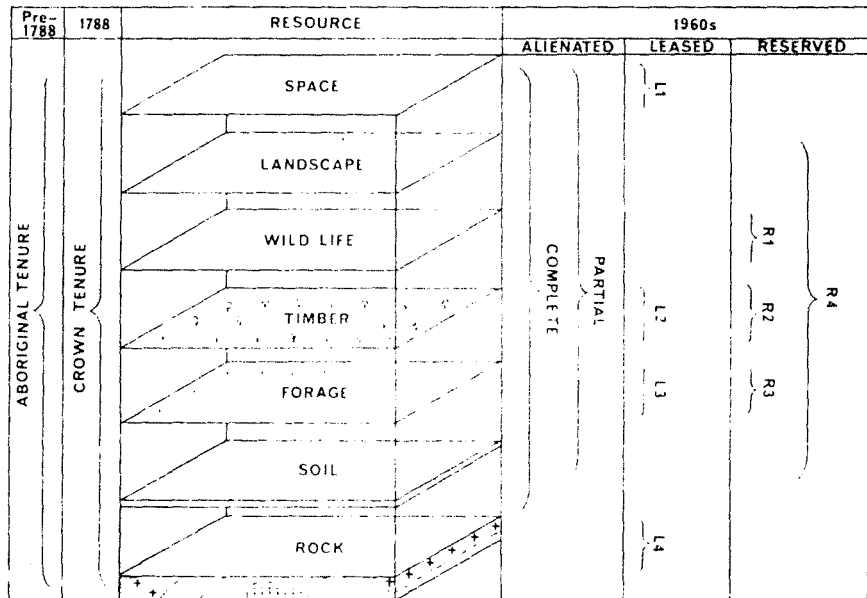 Pre-1788
1788
RESOURCE
1960s
ALIENATED
LEASED
RESERVED
SPACE
LANDSCAPE
WILD LIFE
TIMBER
FORAGE
SOIL
ROCK
ABORIGINAL TENURE
CROWN TENURE
COMPLETE
PARTIAL
L1
L2
L3
L4
R1
R2
R3
R4